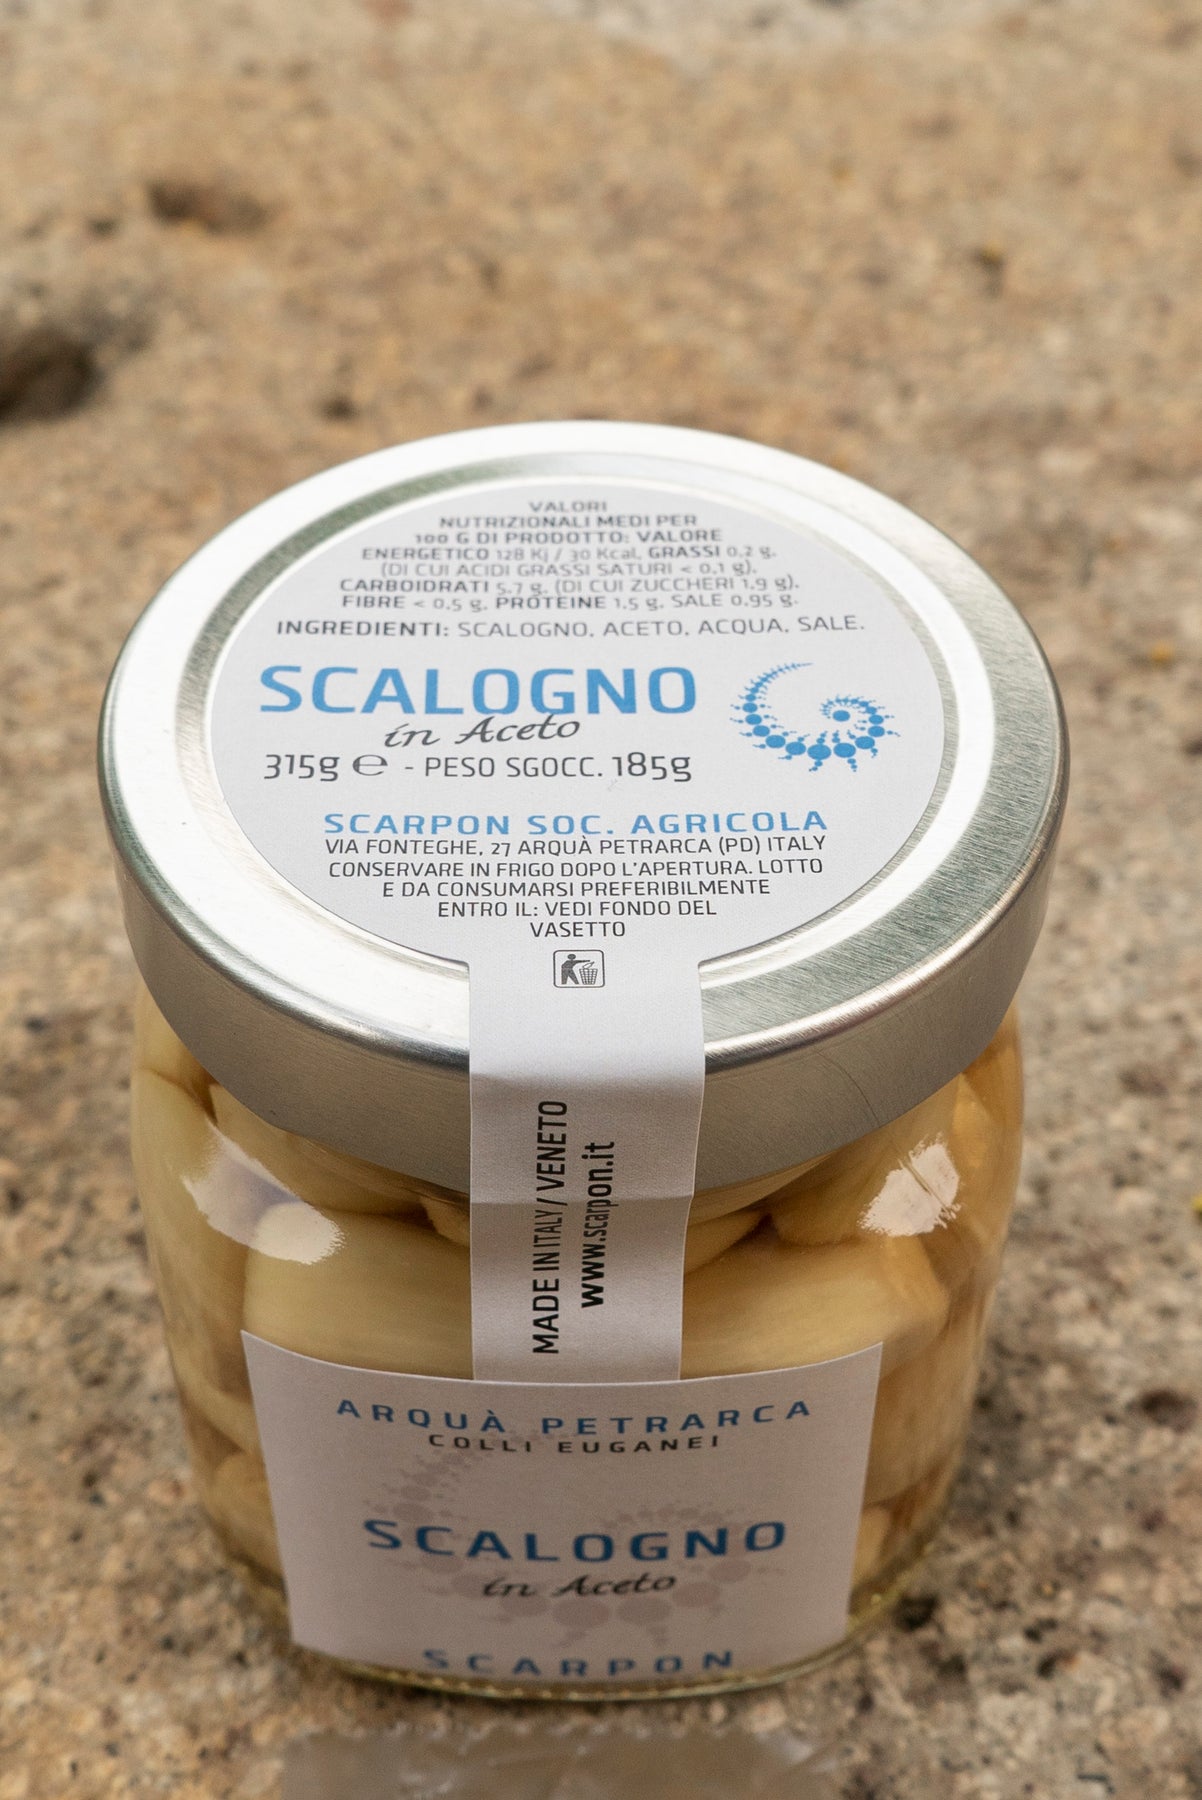 VALORI
NUTRIZIONALI MEDI PER
100 G DI PRODOTTO: VALORE
ENERGETICO 128 Kj / 30 Kcal, GRASSI 0,2 g.
(DI CUI ACIDI GRASSI SATURI < 0,1 g),
CARBOIDRATI 5,7 g, (DI CUI ZUCCHERI 1,9 g),
FIBRE < 0,5 g, PROTEINE 1,5 g, SALE 0,95 g.
INGREDIENTI: SCALOGNO, ACETO, ACQUA, SALE.
SCALOGNO
in Aceto
315g ℮ - PESO SGOCC. 185g
SCARPON SOC. AGRICOLA
VIA FONTEGHE, 27 ARQUÀ PETRARCA (PD) ITALY
CONSERVARE IN FRIGO DOPO L'APERTURA. LOTTO
E DA CONSUMARSI PREFERIBILMENTE
ENTRO IL: VEDI FONDO DEL
VASETTO
MADE IN ITALY / VENETO
www.scarpon.it
ARQUÀ PETRARCA
COLLI EUGANEI
SCALOGNO
in Aceto
SCARPON